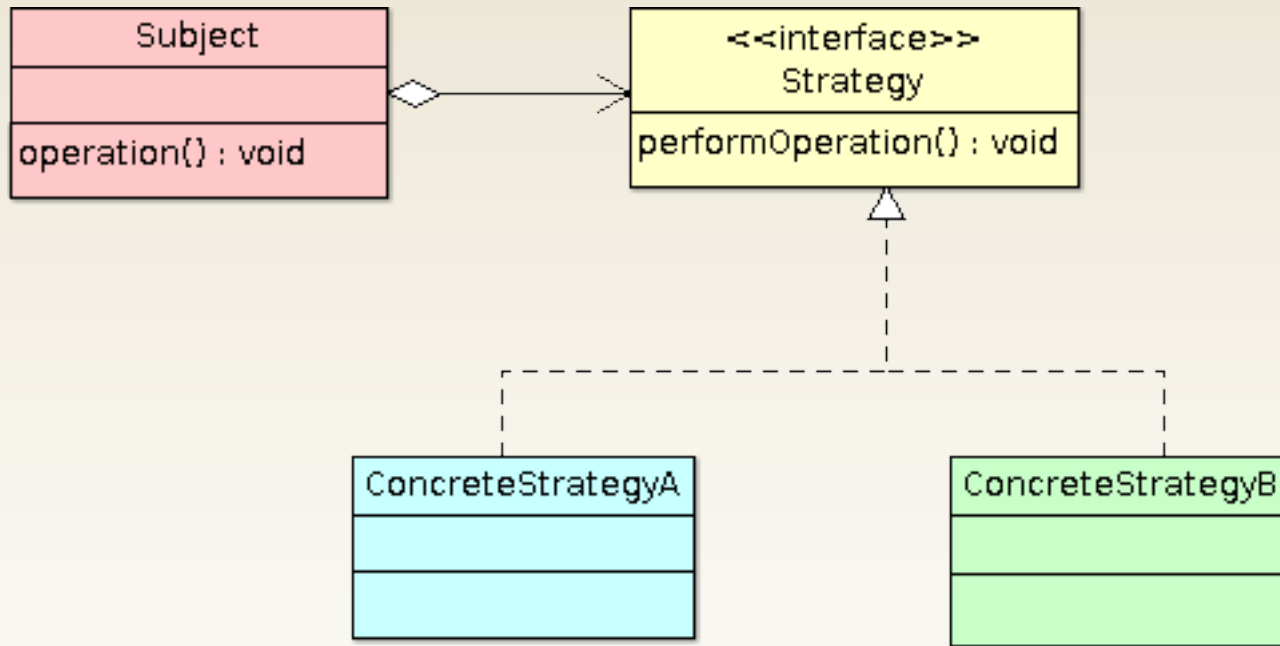 Subject
operation() : void
<<interface>>
Strategy
performOperation() : void
ConcreteStrategyA
ConcreteStrategyB